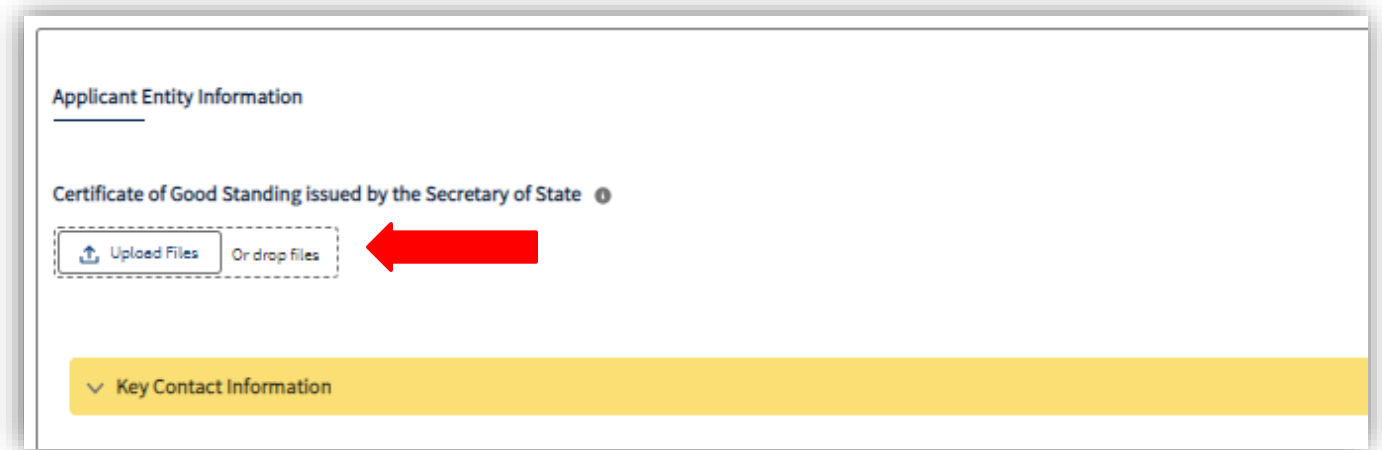 Applicant Entity Information
Certificate of Good Standing issued by the Secretary of State
Upload Files Or drop files
Key Contact Information